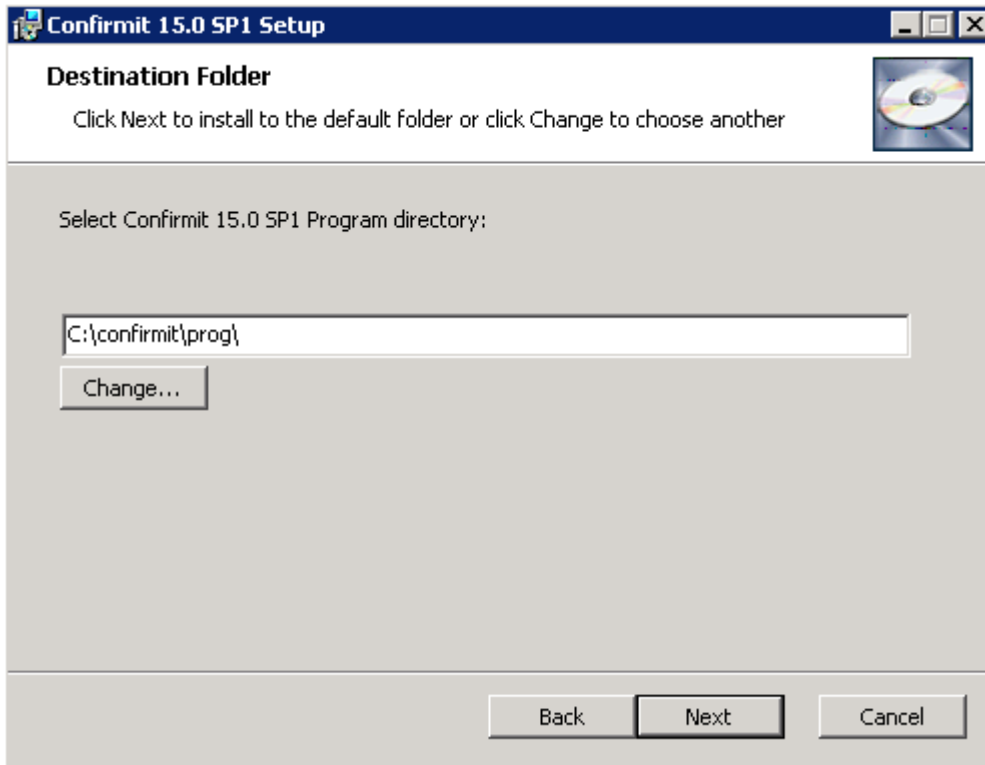 Confirmit 15.0 SP1 Setup
Destination Folder
Click Next to install to the default folder or click Change to choose another
Select Confirmit 15.0 SP1 Program directory:
C:\confirmit\prog\
Change...
Back Next Cancel